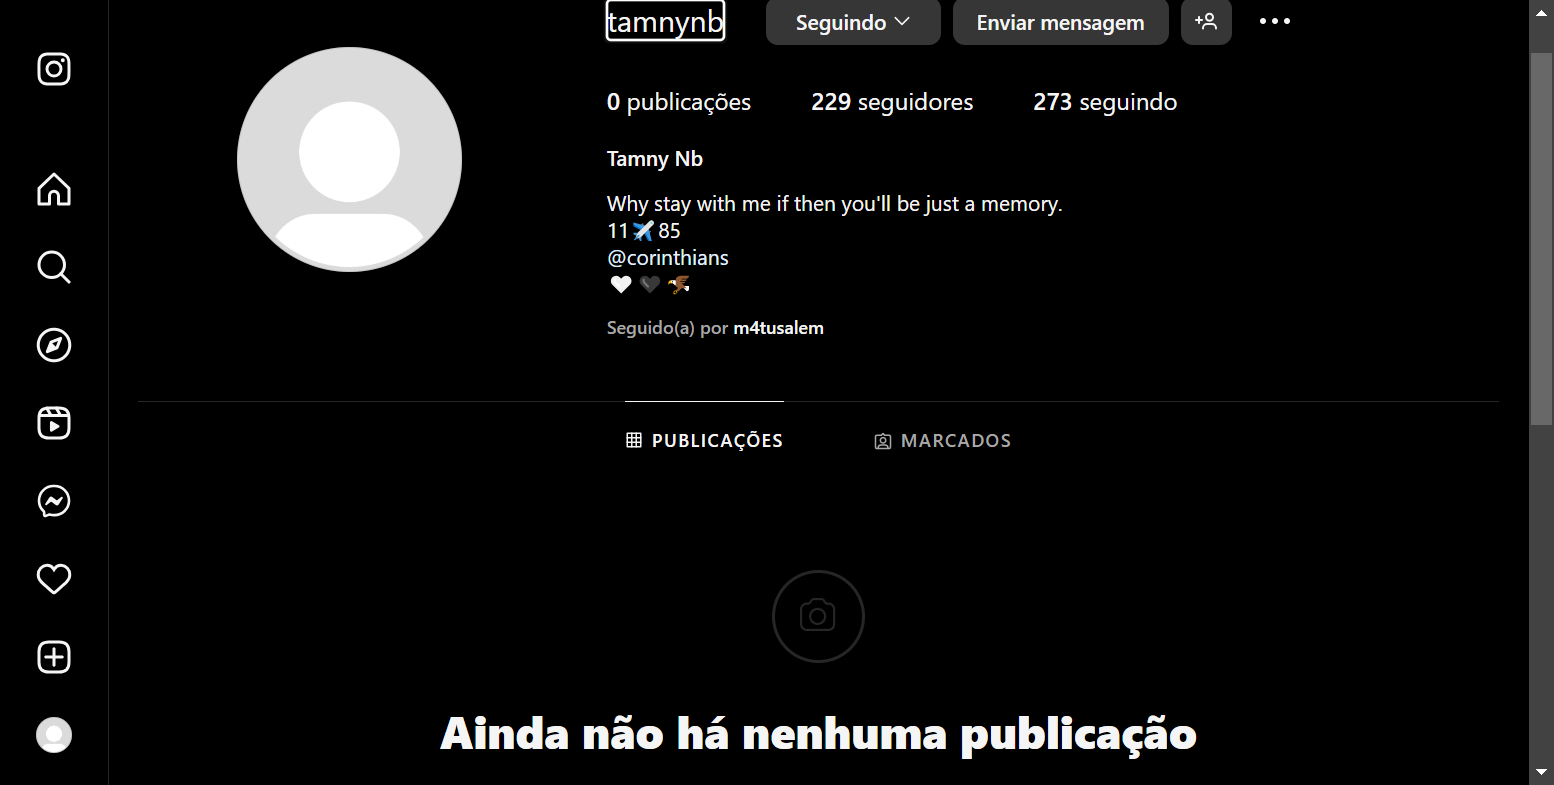 tamnynb Seguindo Enviar mensagem
0 publicações 229 seguidores 273 seguindo
Tamny Nb
Why stay with me if then you'll be just a memory.
11✈️85
@corinthians
🤍🖤🦅
Seguido(a) por m4tusalem
PUBLICAÇÕES MARCADOS
Ainda não há nenhuma publicação